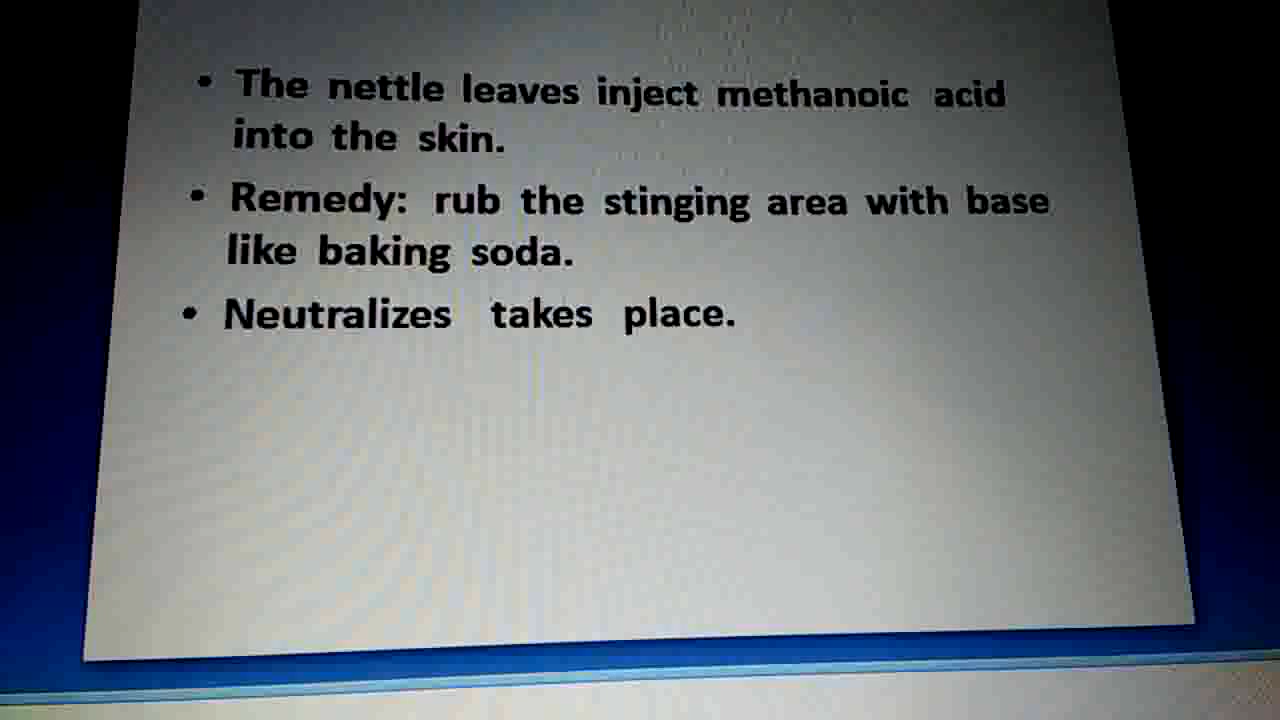 • The nettle leaves inject methanoic acid
into the skin.
• Remedy: rub the stinging area with base
like baking soda.
• Neutralizes takes place.